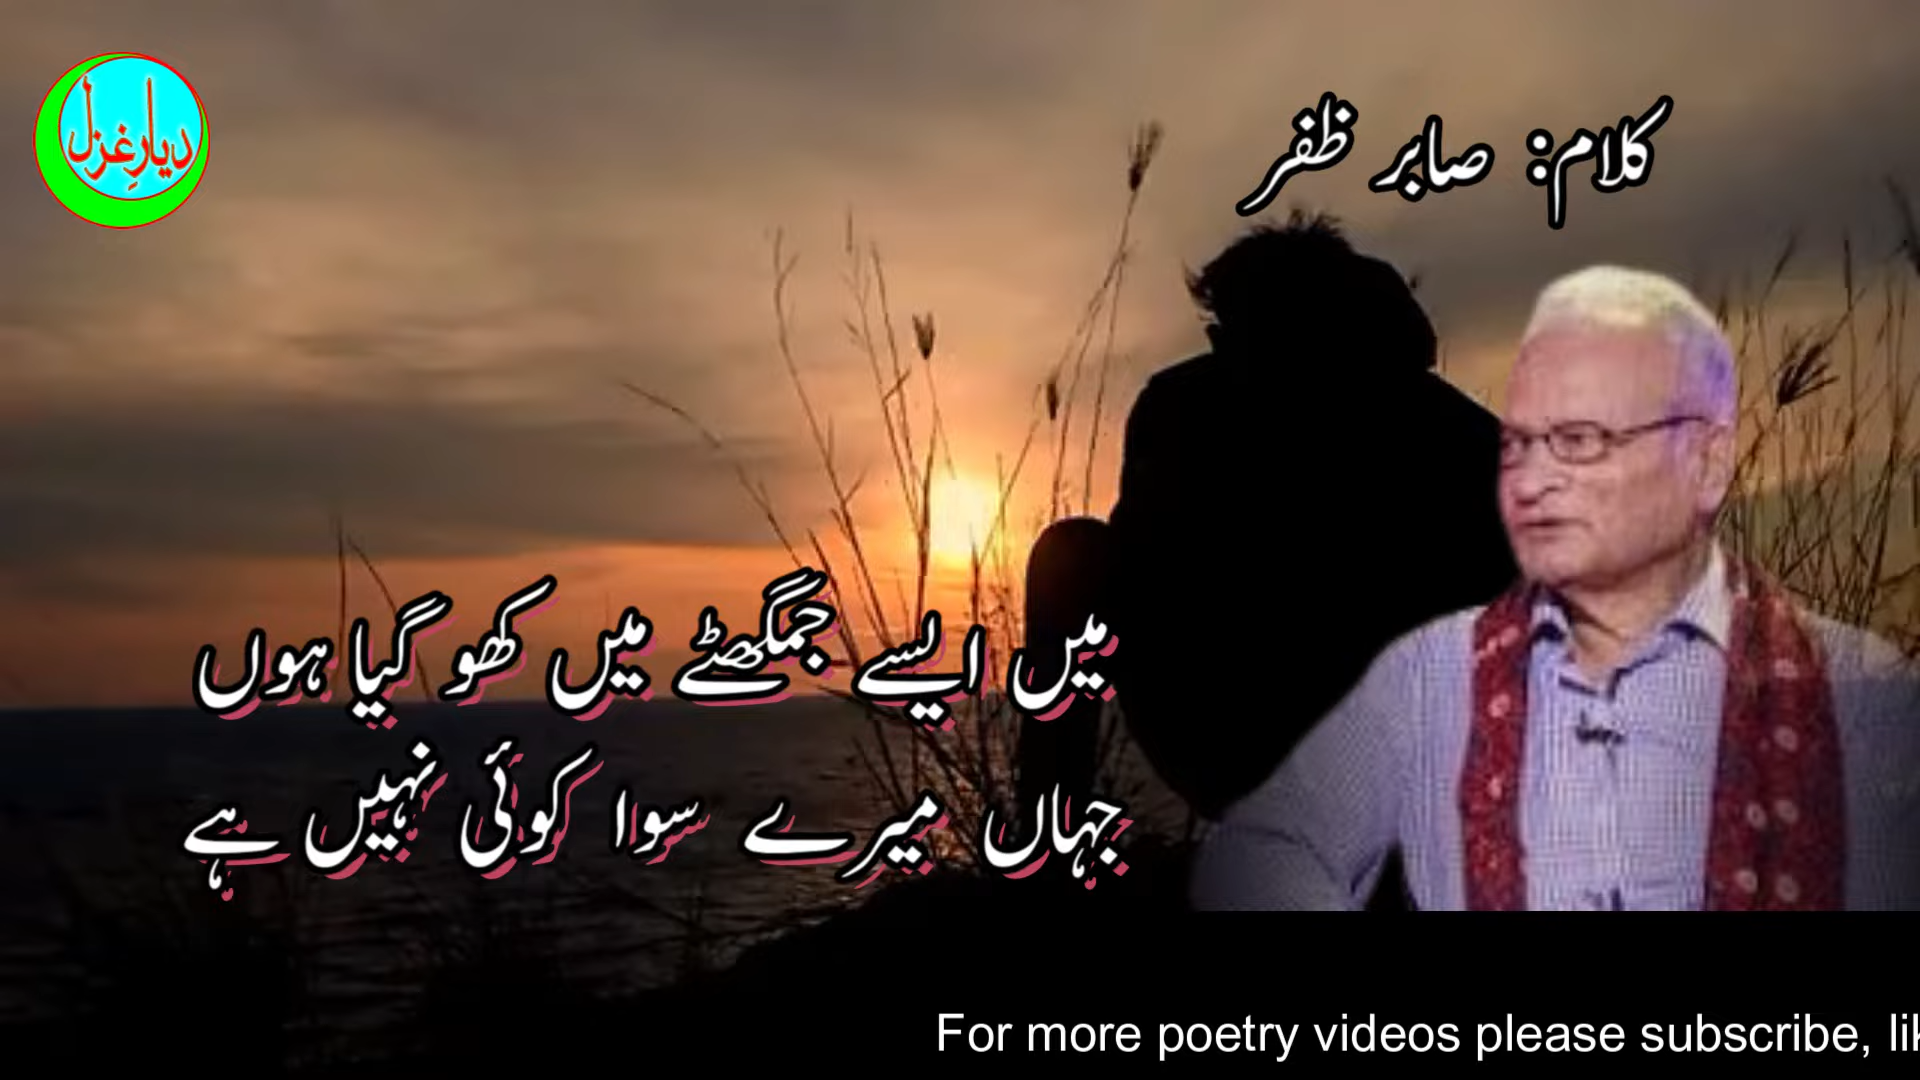 دیارِغزل
کلام: صابر ظفر
میں ایسے جمگھٹے میں کھو گیا ہوں
جہاں میرے سوا کوئی نہیں ہے
For more poetry videos please subscribe, lik